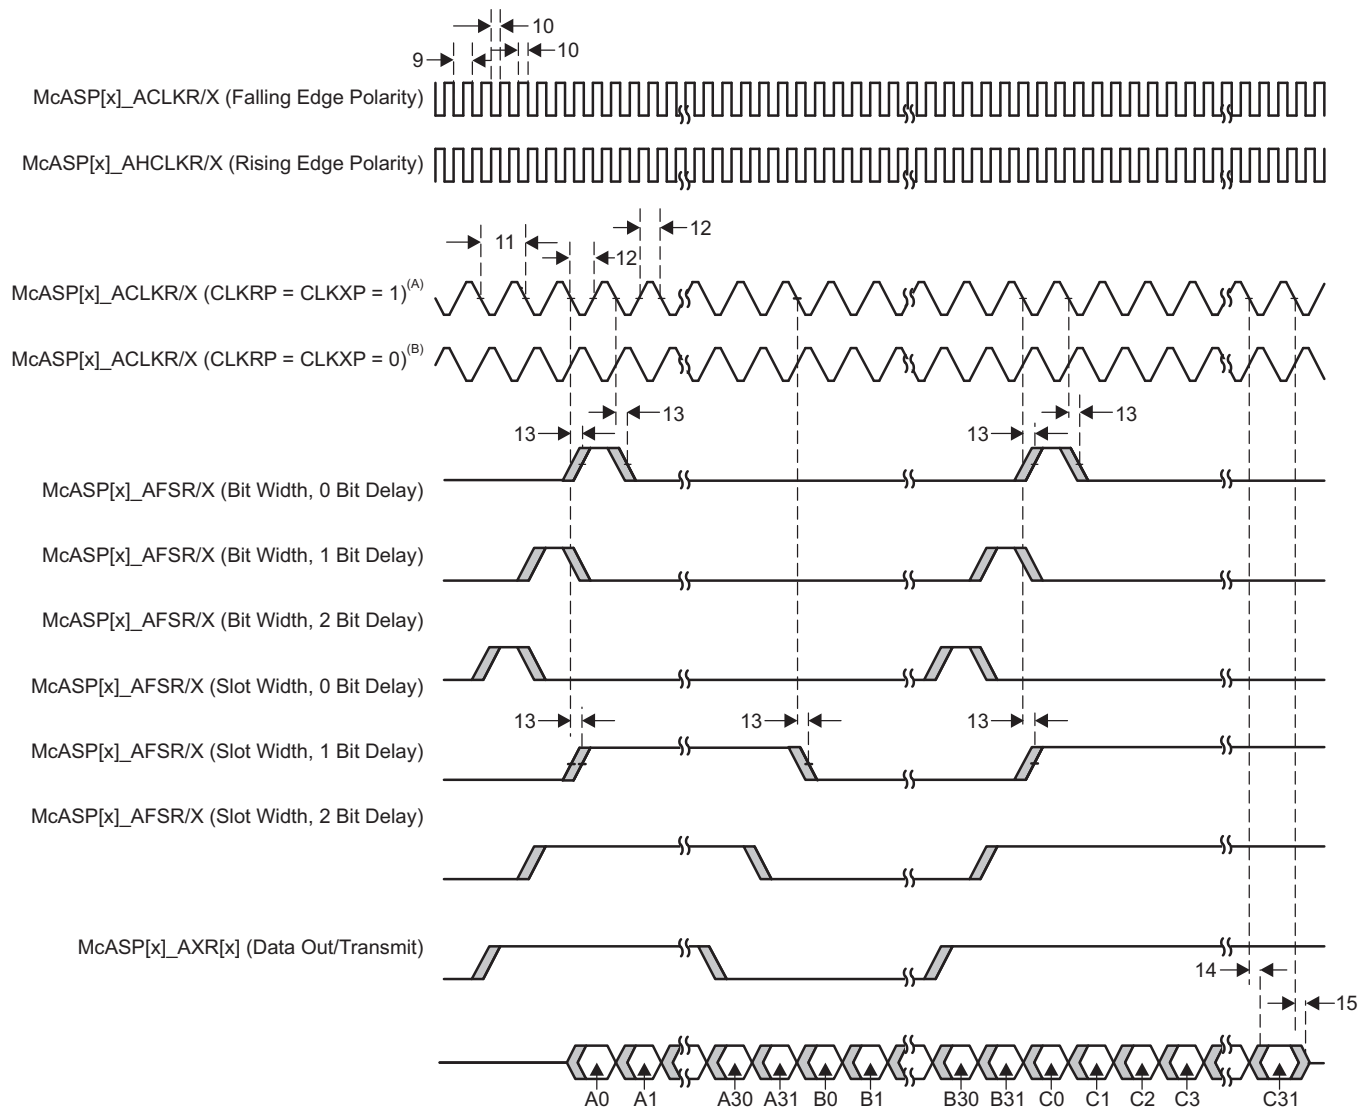 10
10
9
McASP[x]_ACLKR/X (Falling Edge Polarity)
McASP[x]_AHCLKR/X (Rising Edge Polarity)
12
11
12
McASP[x]_ACLKR/X (CLKRP = CLKXP = 1)(A)
McASP[x]_ACLKR/X (CLKRP = CLKXP = 0)(B)
13 13
13 13
McASP[x]_AFSR/X (Bit Width, 0 Bit Delay)
McASP[x]_AFSR/X (Bit Width, 1 Bit Delay)
McASP[x]_AFSR/X (Bit Width, 2 Bit Delay)
McASP[x]_AFSR/X (Slot Width, 0 Bit Delay)
13 13 13
McASP[x]_AFSR/X (Slot Width, 1 Bit Delay)
McASP[x]_AFSR/X (Slot Width, 2 Bit Delay)
McASP[x]_AXR[x] (Data Out/Transmit)
14
15
A0 A1 A30 A31 B0 B1 B30 B31 C0 C1 C2 C3 C31